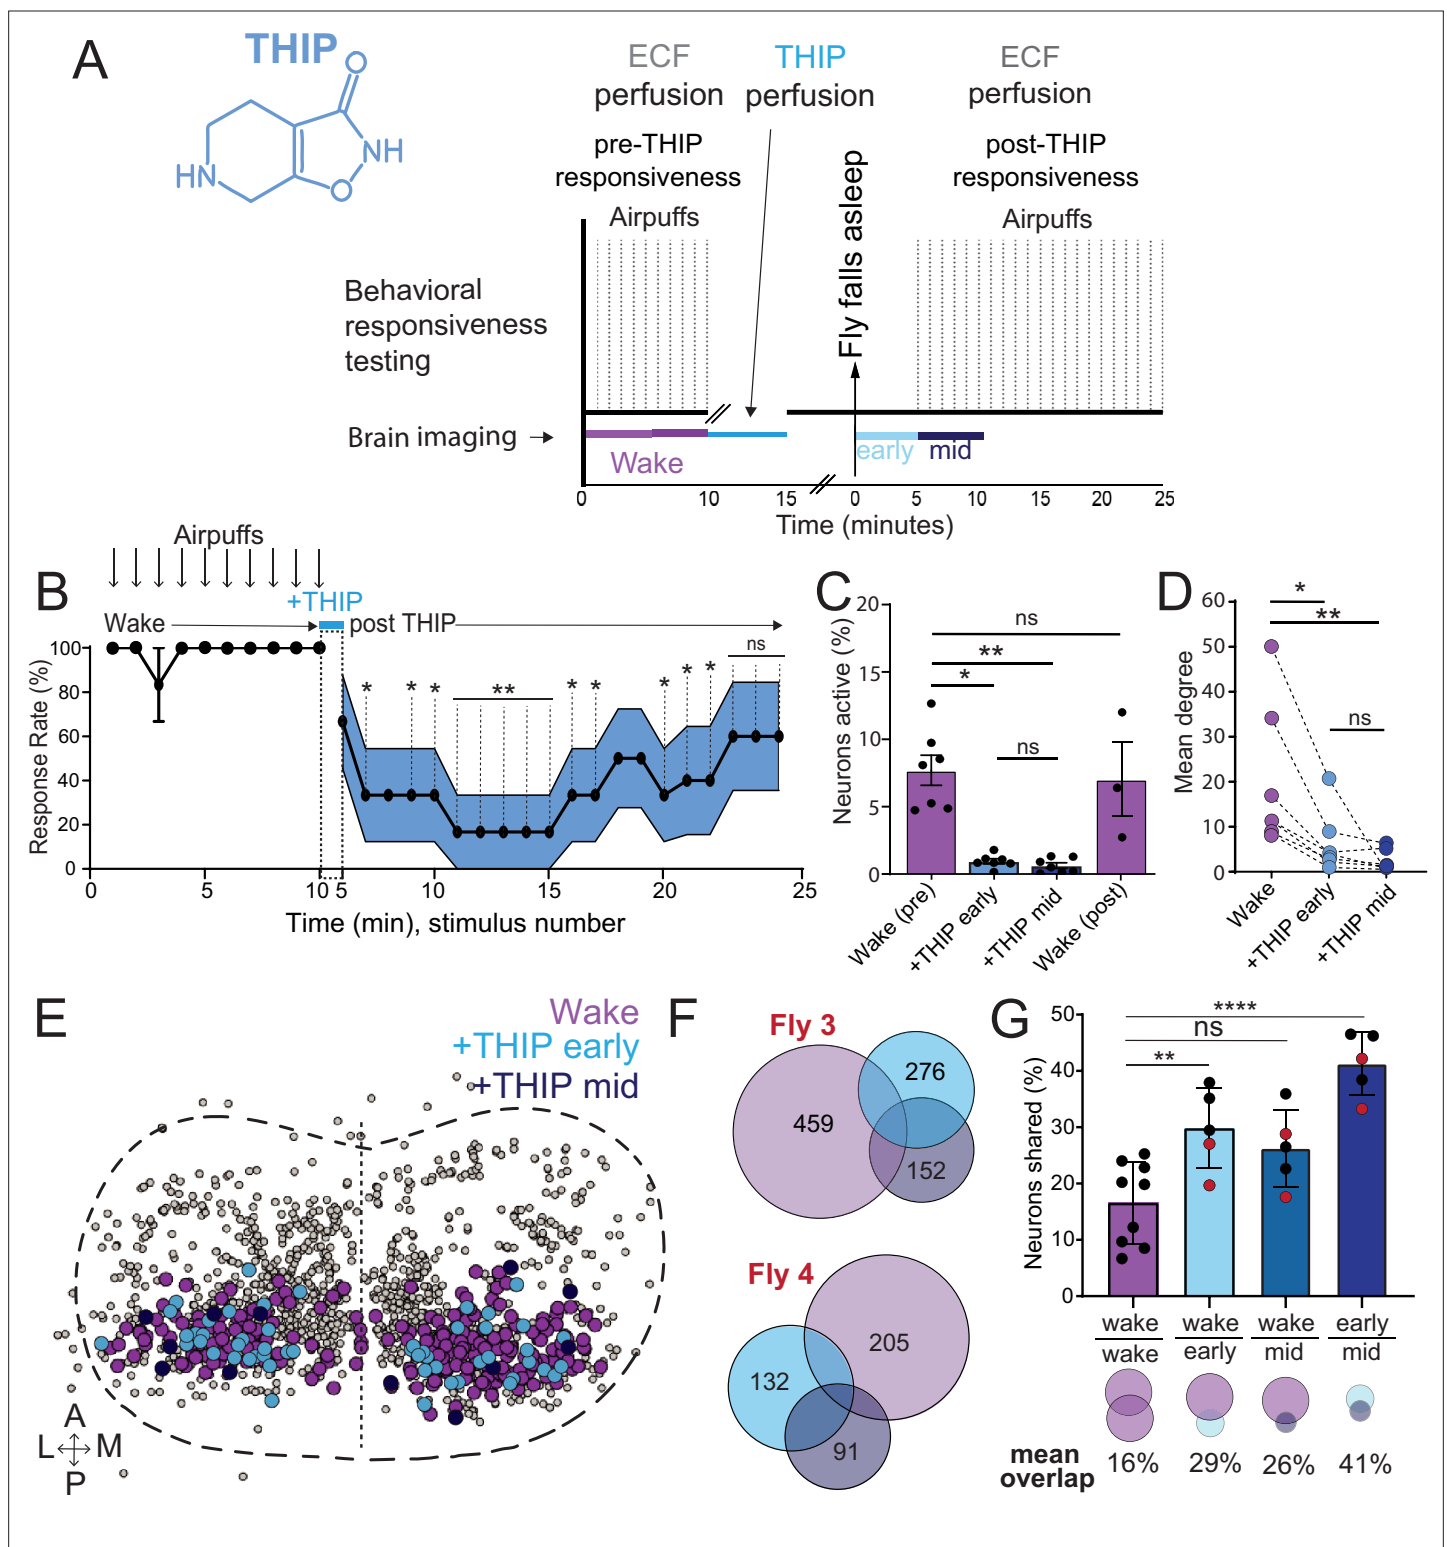 A
THIP
O
NH
O
HN
ECF
perfusion
THIP
perfusion
ECF
perfusion
pre-THIP
responsiveness
post-THIP
responsiveness
Airpuffs
Fly falls asleep
Airpuffs
Behavioral
responsiveness
testing
Brain imaging
Wake
early
mid
0 10 15 0 5 10 15 20 25
Time (minutes)
B
Airpuffs
+THIP
Wake
post THIP
Response Rate (%)
100
80
60
40
20
0
* * * ** * * * * * ns
0 5 10 5 10 15 20 25
Time (min), stimulus number
C
Neurons active (%)
20
15
10
5
0
ns
**
*
ns
Wake (pre)
+THIP early
+THIP mid
Wake (post)
D
Mean degree
60
50
40
30
20
10
0
*
**
ns
Wake
+THIP early
+THIP mid
E
Wake
+THIP early
+THIP mid
A
L M
P
F
Fly 3
459
276
152
Fly 4
205
132
91
G
Neurons shared (%)
50
40
30
20
10
0
****
ns
**
wake
wake
wake
early
wake
mid
early
mid
mean
overlap
16% 29% 26% 41%